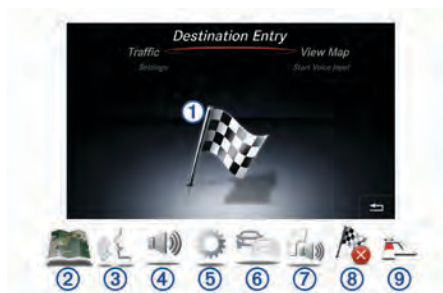 Destination Entry
Traffic View Map
Settings Start Voice Input
1
2 3 4 5 6 7 8 9